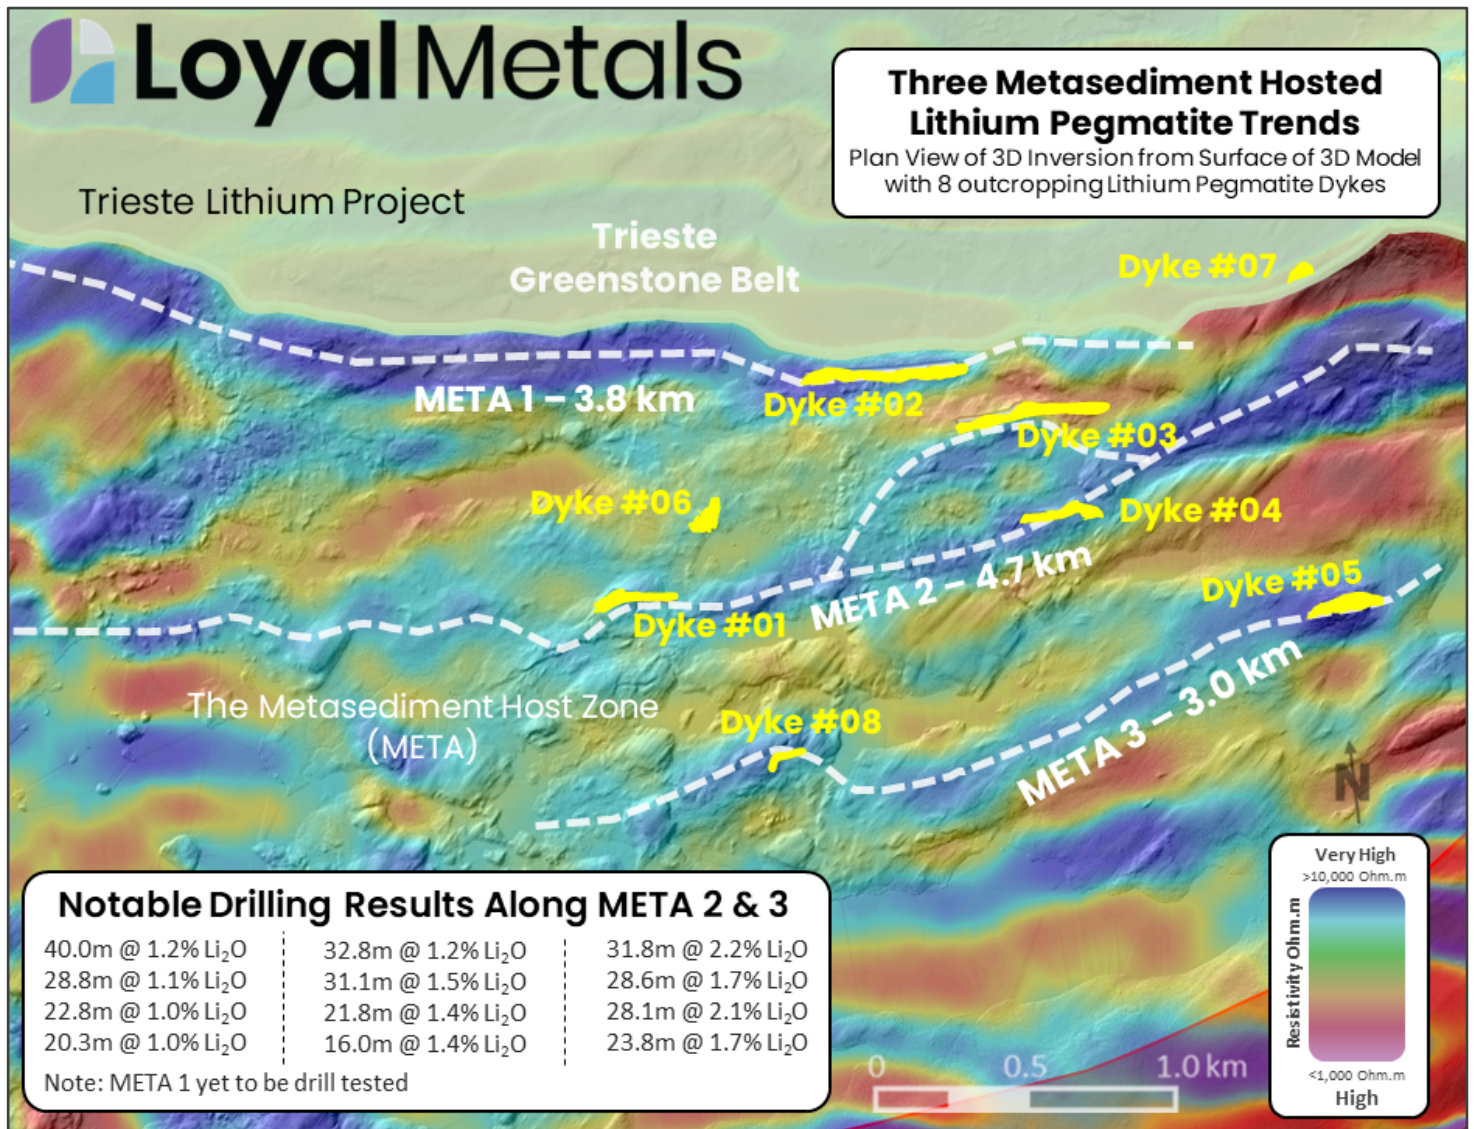 Loyal Metals
Three Metasediment Hosted
Lithium Pegmatite Trends
Plan View of 3D Inversion from Surface of 3D Model
with 8 outcropping Lithium Pegmatite Dykes
Trieste Lithium Project
Trieste
Greenstone Belt
Dyke #07
META 1 – 3.8 km
Dyke #02
Dyke #03
Dyke #06
Dyke #04
META 2 – 4.7 km
Dyke #05
Dyke #01
META 3 – 3.0 km
The Metasediment Host Zone
(META)
Dyke #08
N
Notable Drilling Results Along META 2 & 3
40.0m @ 1.2% Li₂O 32.8m @ 1.2% Li₂O 31.8m @ 2.2% Li₂O
28.8m @ 1.1% Li₂O 31.1m @ 1.5% Li₂O 28.6m @ 1.7% Li₂O
22.8m @ 1.0% Li₂O 21.8m @ 1.4% Li₂O 28.1m @ 2.1% Li₂O
20.3m @ 1.0% Li₂O 16.0m @ 1.4% Li₂O 23.8m @ 1.7% Li₂O
Note: META 1 yet to be drill tested
0 0.5 1.0 km
Very High
>10,000 Ohm.m
Resistivity Ohm.m
<1,000 Ohm.m
High